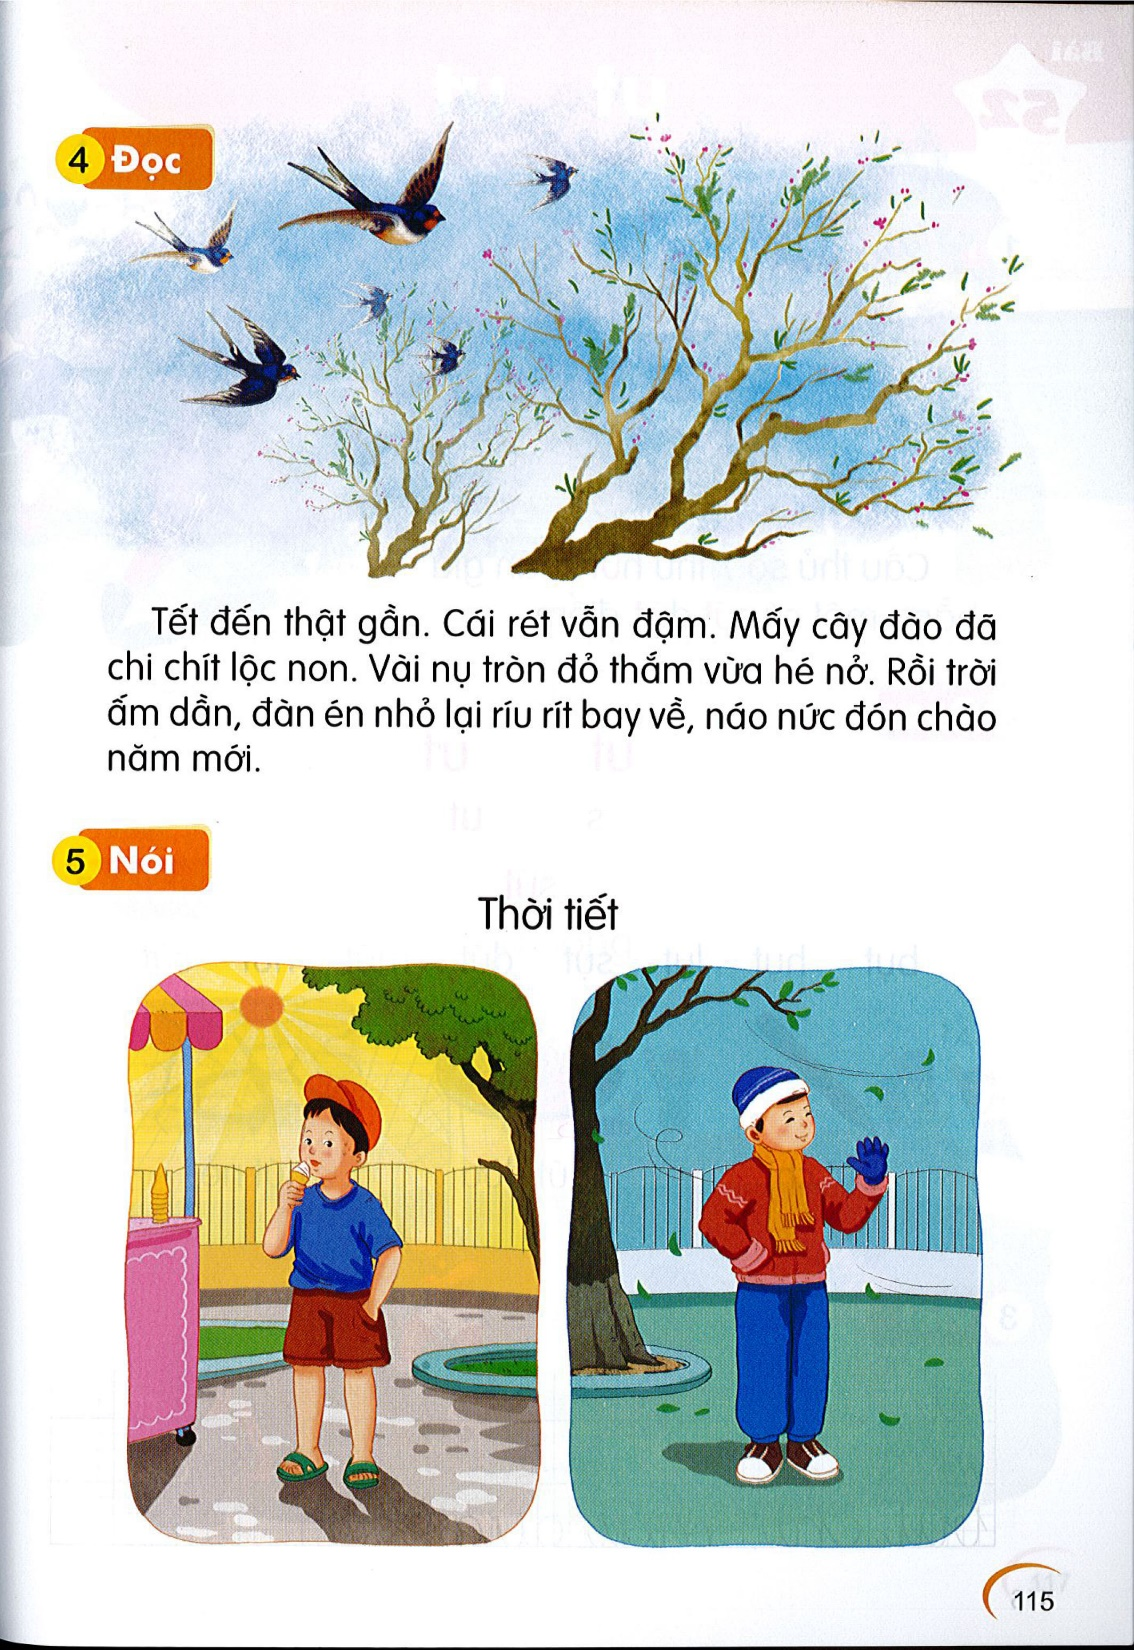 4 Đọc
Tết đến thật gần. Cái rét vẫn đậm. Mấy cây đào đã
chi chít lộc non. Vài nụ tròn đỏ thắm vừa hé nở. Rồi trời
ấm dần, đàn én nhỏ lại ríu rít bay về, náo nức đón chào
năm mới.
5 Nói
Thời tiết
115